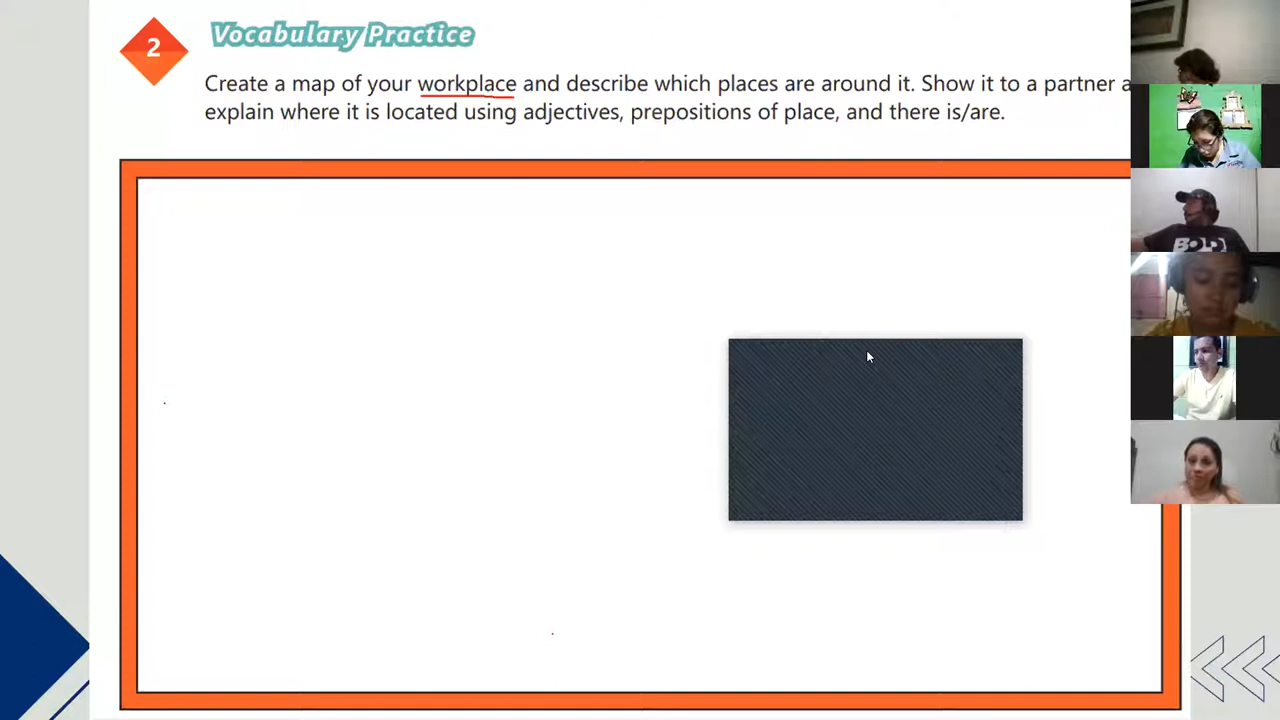 2
Vocabulary Practice
Create a map of your workplace and describe which places are around it. Show it to a partner a
explain where it is located using adjectives, prepositions of place, and there is/are.
BOLD